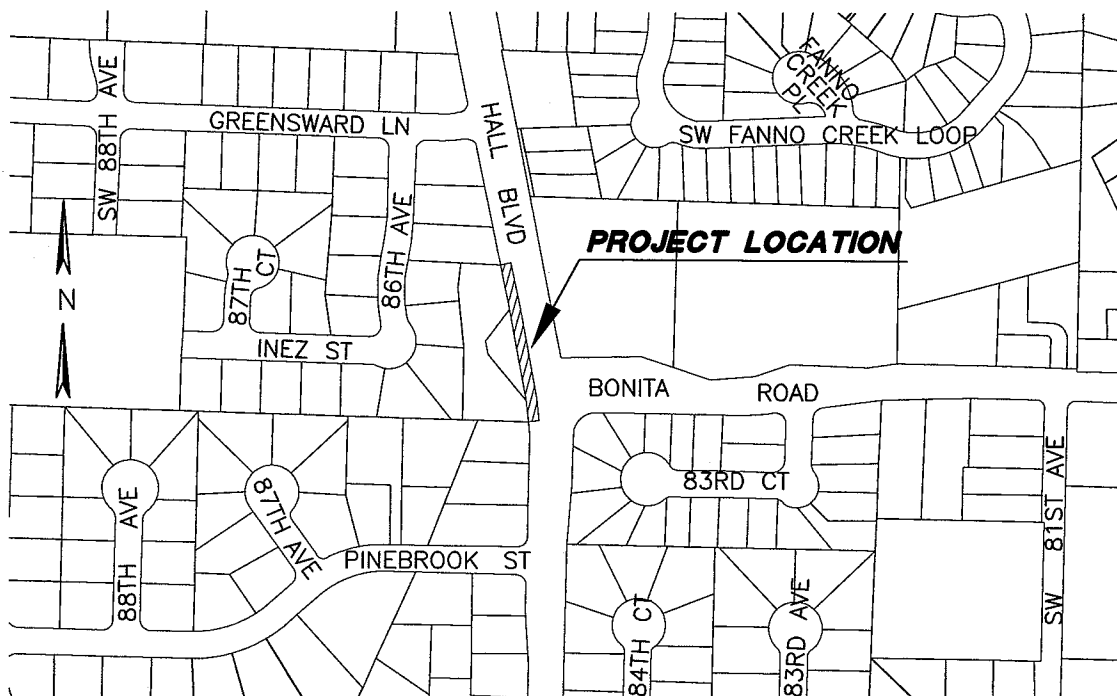 SW 88TH AVE
GREENSWARD LN
HALL BLVD
FANNO
CREEK
PL
SW FANNO CREEK LOOP
86TH AVE
87TH
CT
INEZ ST
N
PROJECT LOCATION
BONITA ROAD
83RD CT
SW 81ST AVE
88TH AVE
87TH AVE
PINEBROOK ST
84TH CT
83RD AVE